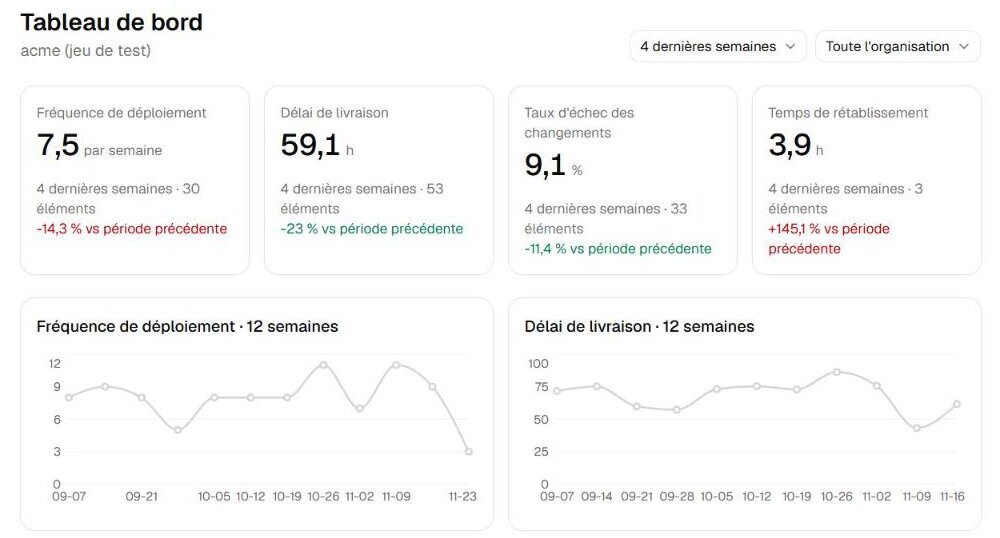 Tableau de bord
acme (jeu de test)
4 dernières semaines
Toute l'organisation
Fréquence de déploiement
7,5 par semaine
4 dernières semaines · 30
éléments
-14,3 % vs période précédente
Délai de livraison
59,1 h
4 dernières semaines · 53
éléments
-23 % vs période précédente
Taux d'échec des
changements
9,1 %
4 dernières semaines · 33
éléments
-11,4 % vs période précédente
Temps de rétablissement
3,9 h
4 dernières semaines · 3
éléments
+145,1 % vs période
précédente
Fréquence de déploiement · 12 semaines
12
9
6
3
0
09-07 09-21 10-05 10-12 10-19 10-26 11-02 11-09 11-23
Délai de livraison · 12 semaines
100
75
50
25
0
09-07 09-14 09-21 09-28 10-05 10-12 10-19 10-26 11-02 11-09 11-16